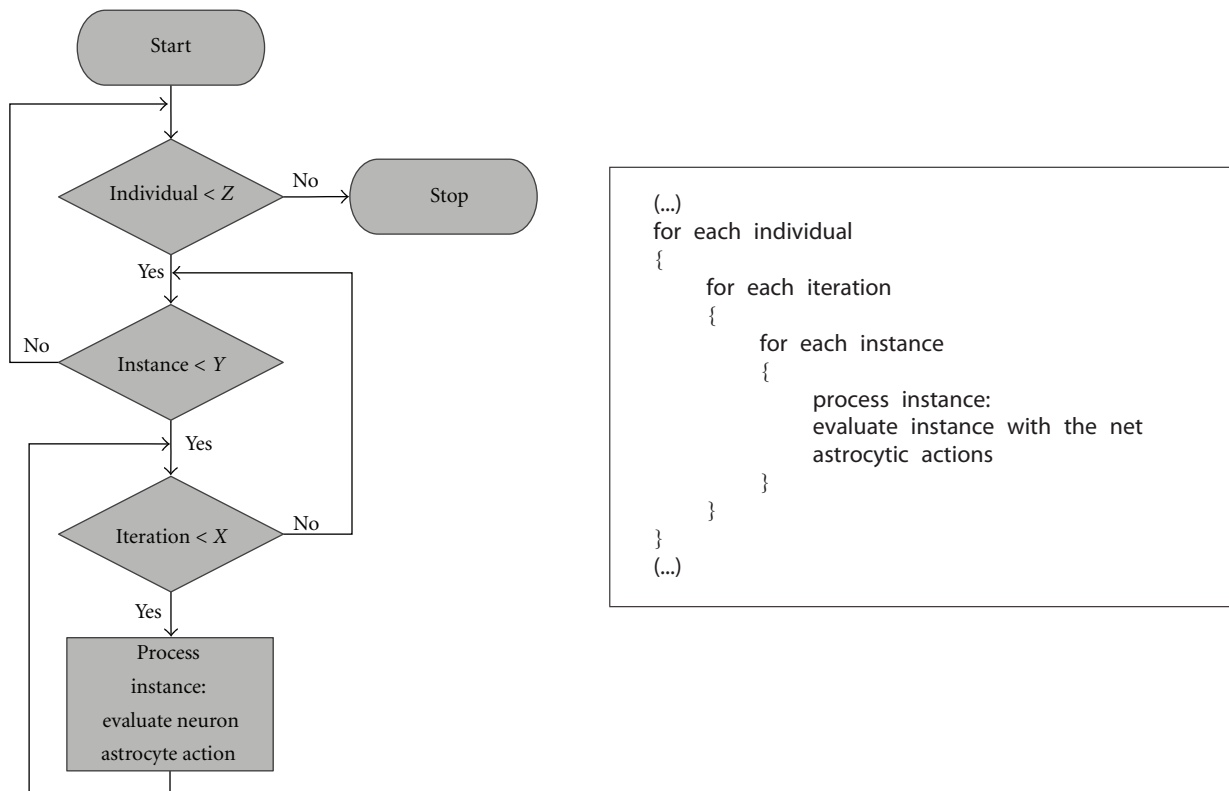 Start
Individual < Z
No
Stop
Yes
No
Instance < Y
Yes
Iteration < X
No
Yes
Process
instance:
evaluate neuron
astrocyte action
(...)
for each individual
{
for each iteration
{
for each instance
{
process instance:
evaluate instance with the net
astrocytic actions
}
}
}
(...)